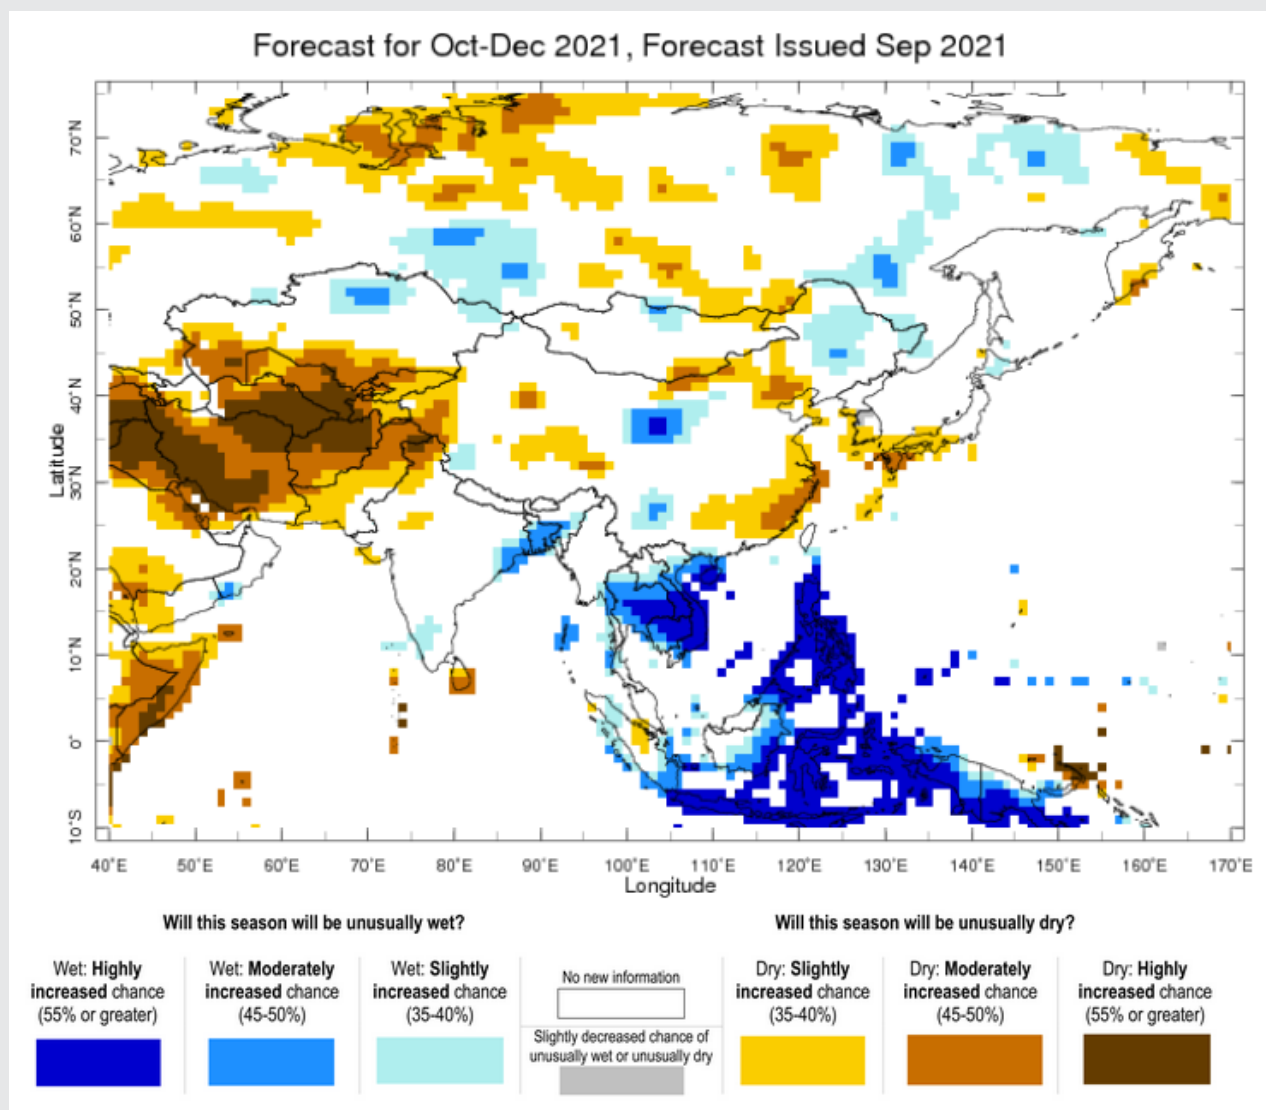 Forecast for Oct-Dec 2021, Forecast Issued Sep 2021
70°N
60°N
50°N
40°N
30°N
20°N
10°N
0°
10°S
Latitude
40°E 50°E 60°E 70°E 80°E 90°E 100°E 110°E 120°E 130°E 140°E 150°E 160°E 170°E
Longitude
Will this season will be unusually wet?
Will this season will be unusually dry?
Wet: Highly
increased chance
(55% or greater)
Wet: Moderately
increased chance
(45-50%)
Wet: Slightly
increased chance
(35-40%)
No new information
Slightly decreased chance of
unusually wet or unusually dry
Dry: Slightly
increased chance
(35-40%)
Dry: Moderately
increased chance
(45-50%)
Dry: Highly
increased chance
(55% or greater)